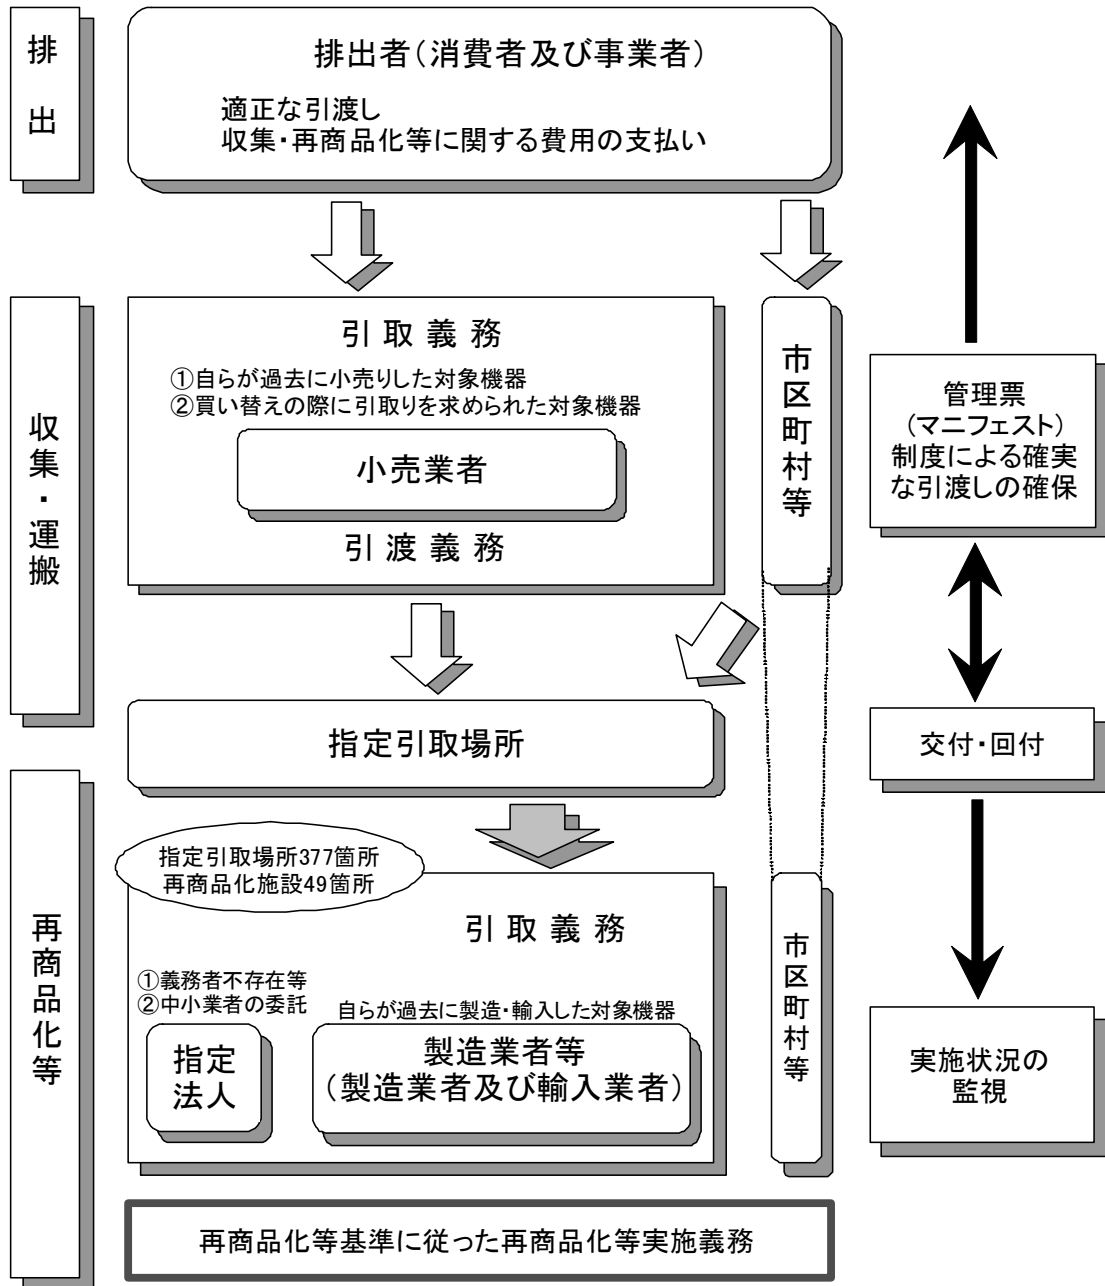 排出
排出者(消費者及び事業者)
適正な引渡し
収集・再商品化等に関する費用の支払い
収集・運搬
引取義務
①自らが過去に小売りした対象機器
②買い替えの際に引取りを求められた対象機器
小売業者
引渡義務
市区町村等
管理票
(マニフェスト)
制度による確実
な引渡しの確保
指定引取場所
交付・回付
再商品化等
指定引取場所377箇所
再商品化施設49箇所
引取義務
①義務者不存在等
②中小業者の委託
指定
法人
自らが過去に製造・輸入した対象機器
製造業者等
(製造業者及び輸入業者)
市区町村等
実施状況の
監視
再商品化等基準に従った再商品化等実施義務